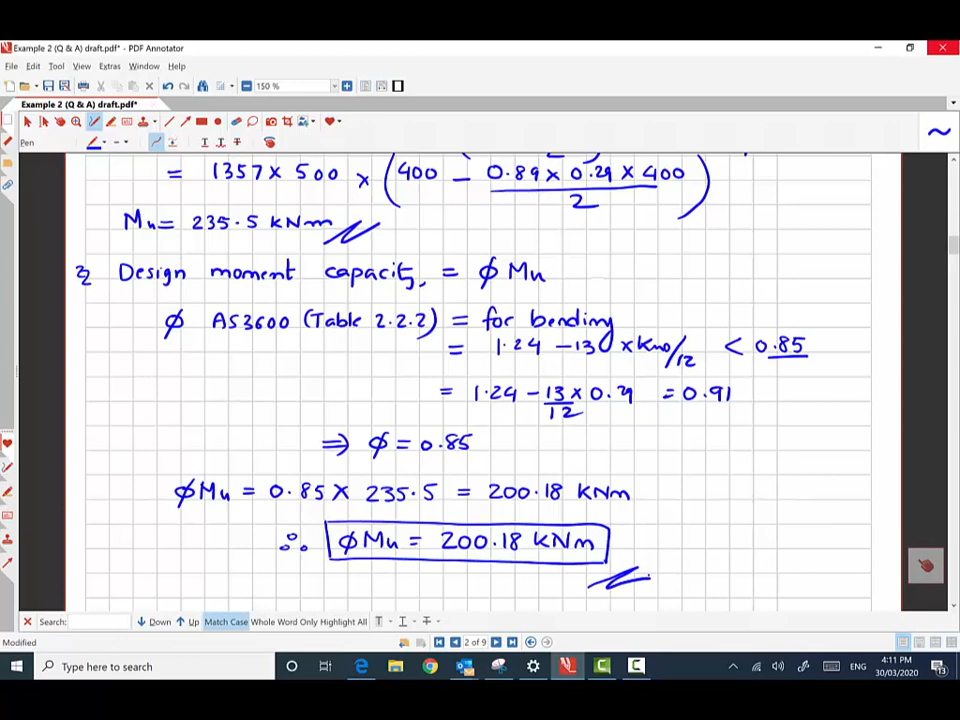 Example 2 (Q & A) draft.pdf* - PDF Annotator
File Edit Tool View Extras Window Help
150 %
Example 2 (Q & A) draft.pdf*
Pen
= 1357 x 500 x (400 - 0.89 x 0.29 x 400 / 2)
Mu = 235.5 KNm
2 Design moment capacity = φ Mu
φ AS3600 (Table 2.2.2) = for bending
= 1.24 - 130 x Kuo/12 < 0.85
= 1.24 - 13/12 x 0.29 = 0.91
⇒ φ = 0.85
φMu = 0.85 x 235.5 = 200.18 KNm
∴ φMu = 200.18 KNm
Search: Down Up Match Case Whole Word Only Highlight All
Modified 2 of 9
Type here to search ENG 4:11 PM
30/03/2020
13